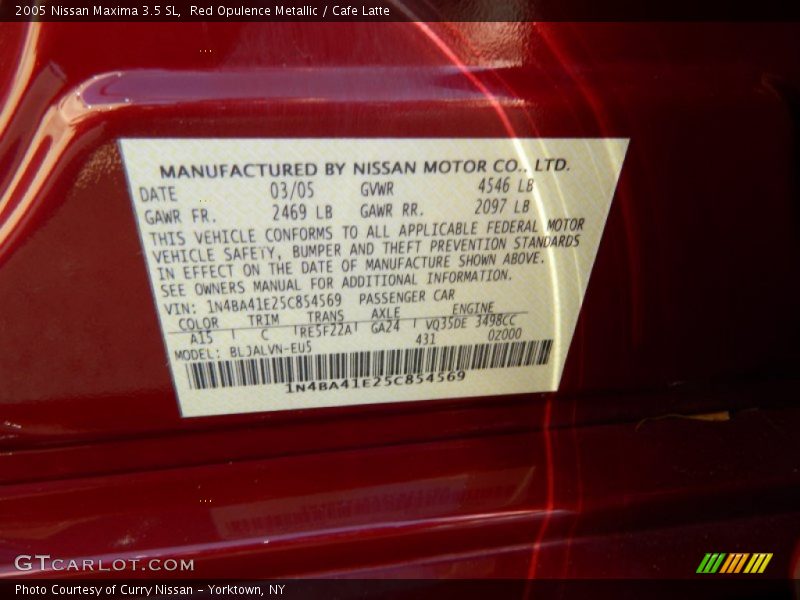 2005 Nissan Maxima 3.5 SL, Red Opulence Metallic / Cafe Latte
MANUFACTURED BY NISSAN MOTOR CO., LTD.
DATE 03/05 GVWR 4546 LB
GAWR FR. 2469 LB GAWR RR. 2097 LB
THIS VEHICLE CONFORMS TO ALL APPLICABLE FEDERAL MOTOR
VEHICLE SAFETY, BUMPER AND THEFT PREVENTION STANDARDS
IN EFFECT ON THE DATE OF MANUFACTURE SHOWN ABOVE.
SEE OWNERS MANUAL FOR ADDITIONAL INFORMATION.
VIN: 1N4BA41E25C854569 PASSENGER CAR
COLOR TRIM TRANS AXLE ENGINE
A15 C RE5F22A GA24 VQ35DE 3498CC
431 0Z000
MODEL: BLJALVN-EU5
1N4BA41E25C854569
GTCARLOT.COM
Photo Courtesy of Curry Nissan - Yorktown, NY